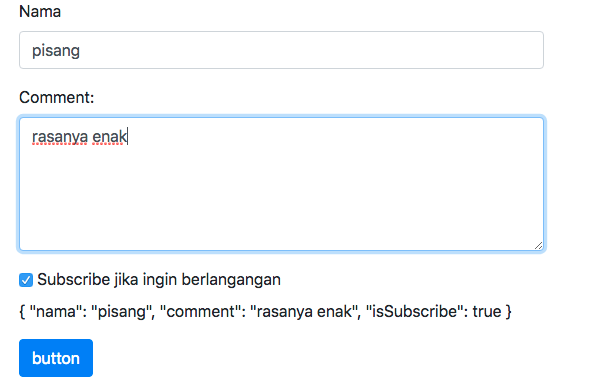 Nama
pisang
Comment:
rasanya enak
Subscribe jika ingin berlangangan
{ "nama": "pisang", "comment": "rasanya enak", "isSubscribe": true }
button